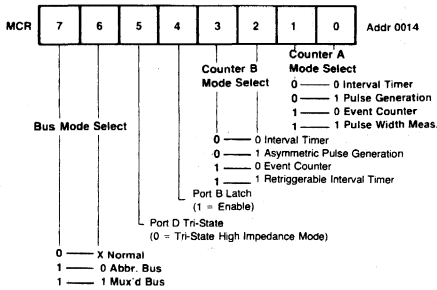 MCR 7 6 5 4 3 2 1 0 Addr 0014
Counter A
Mode Select
0 — 0 Interval Timer
0 — 1 Pulse Generation
1 — 0 Event Counter
1 — 1 Pulse Width Meas.
Counter B
Mode Select
0 — 0 Interval Timer
0 — 1 Asymmetric Pulse Generation
1 — 0 Event Counter
1 — 1 Retriggerable Interval Timer
Bus Mode Select
Port B Latch
(1 = Enable)
Port D Tri-State
(0 = Tri-State High Impedance Mode)
0 — X Normal
1 — 0 Abbr. Bus
1 — 1 Mux'd Bus